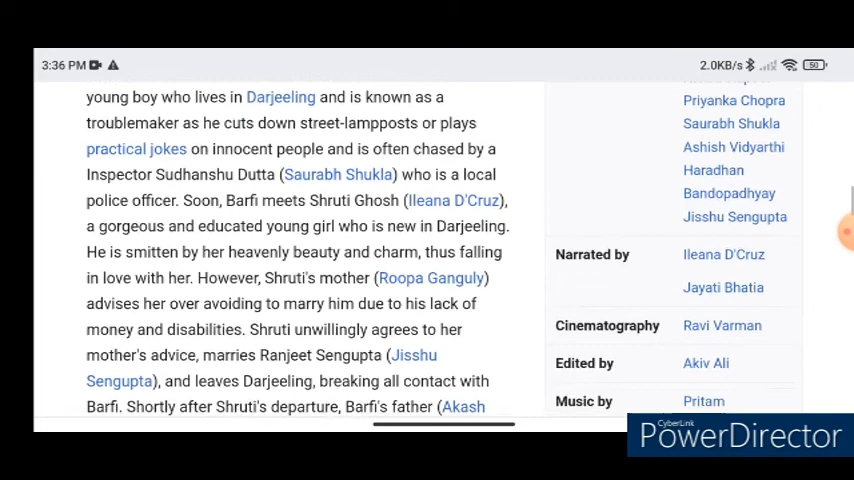 3:36 PM
2.0KB/s
50
young boy who lives in Darjeeling and is known as a
troublemaker as he cuts down street-lampposts or plays
practical jokes on innocent people and is often chased by a
Inspector Sudhanshu Dutta (Saurabh Shukla) who is a local
police officer. Soon, Barfi meets Shruti Ghosh (Ileana D'Cruz),
a gorgeous and educated young girl who is new in Darjeeling.
He is smitten by her heavenly beauty and charm, thus falling
in love with her. However, Shruti's mother (Roopa Ganguly)
advises her over avoiding to marry him due to his lack of
money and disabilities. Shruti unwillingly agrees to her
mother's advice, marries Ranjeet Sengupta (Jisshu
Sengupta), and leaves Darjeeling, breaking all contact with
Barfi. Shortly after Shruti's departure, Barfi's father (Akash
Priyanka Chopra
Saurabh Shukla
Ashish Vidyarthi
Haradhan
Bandopadhyay
Jisshu Sengupta
Narrated by
Ileana D'Cruz
Jayati Bhatia
Cinematography
Ravi Varman
Edited by
Akiv Ali
Music by
Pritam
CyberLink
PowerDirector